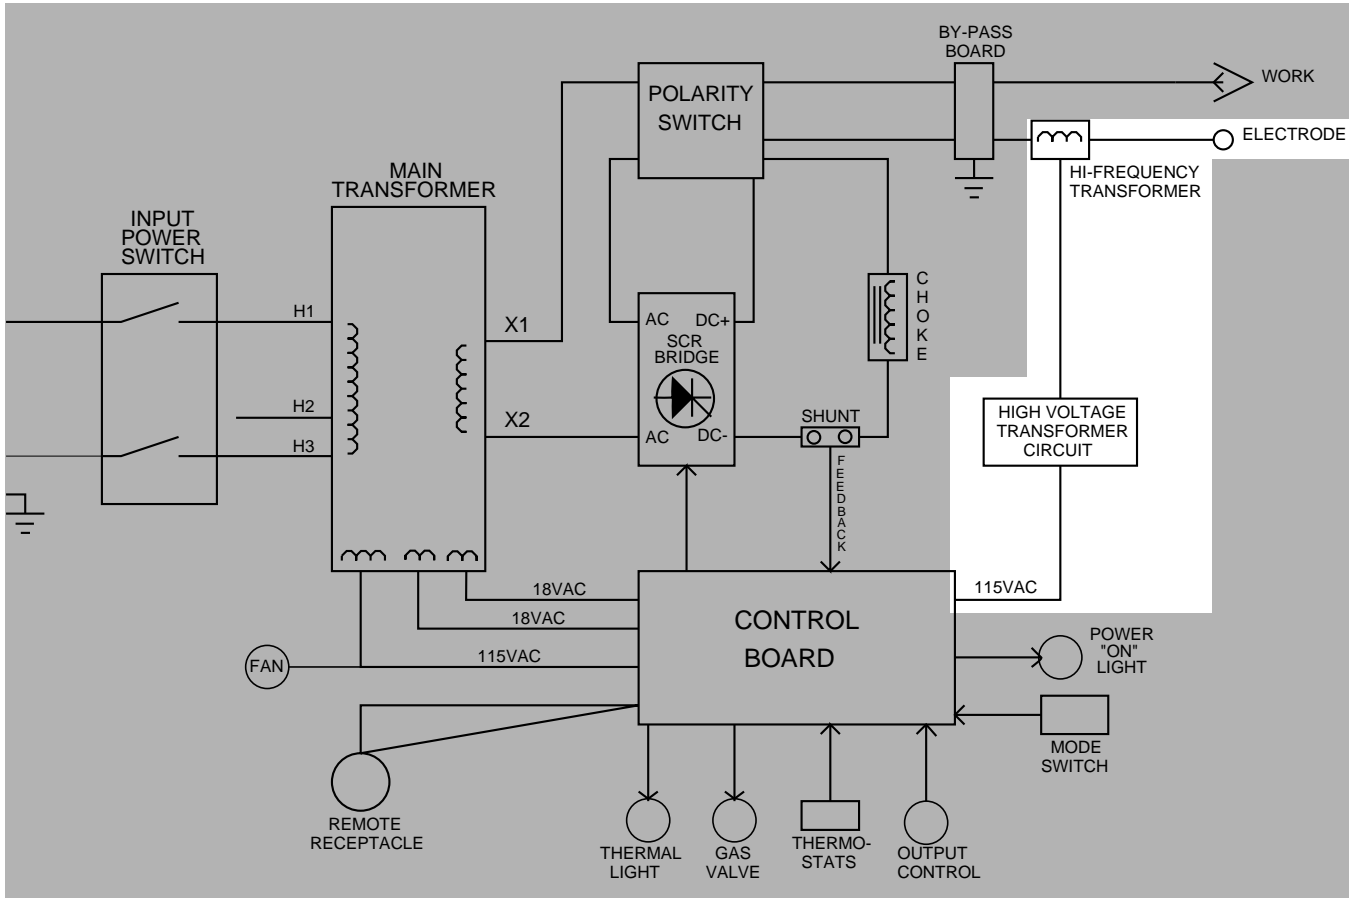 BY-PASS
BOARD
WORK
POLARITY
SWITCH
ELECTRODE
HI-FREQUENCY
TRANSFORMER
MAIN
TRANSFORMER
INPUT
POWER
SWITCH
H1
H2
H3
X1
X2
AC
DC+
SCR
BRIDGE
AC
DC-
CHOKE
SHUNT
FEEDBACK
HIGH VOLTAGE
TRANSFORMER
CIRCUIT
18VAC
18VAC
115VAC
115VAC
CONTROL
BOARD
FAN
POWER
"ON"
LIGHT
MODE
SWITCH
REMOTE
RECEPTACLE
THERMAL
LIGHT
GAS
VALVE
THERMO-
STATS
OUTPUT
CONTROL